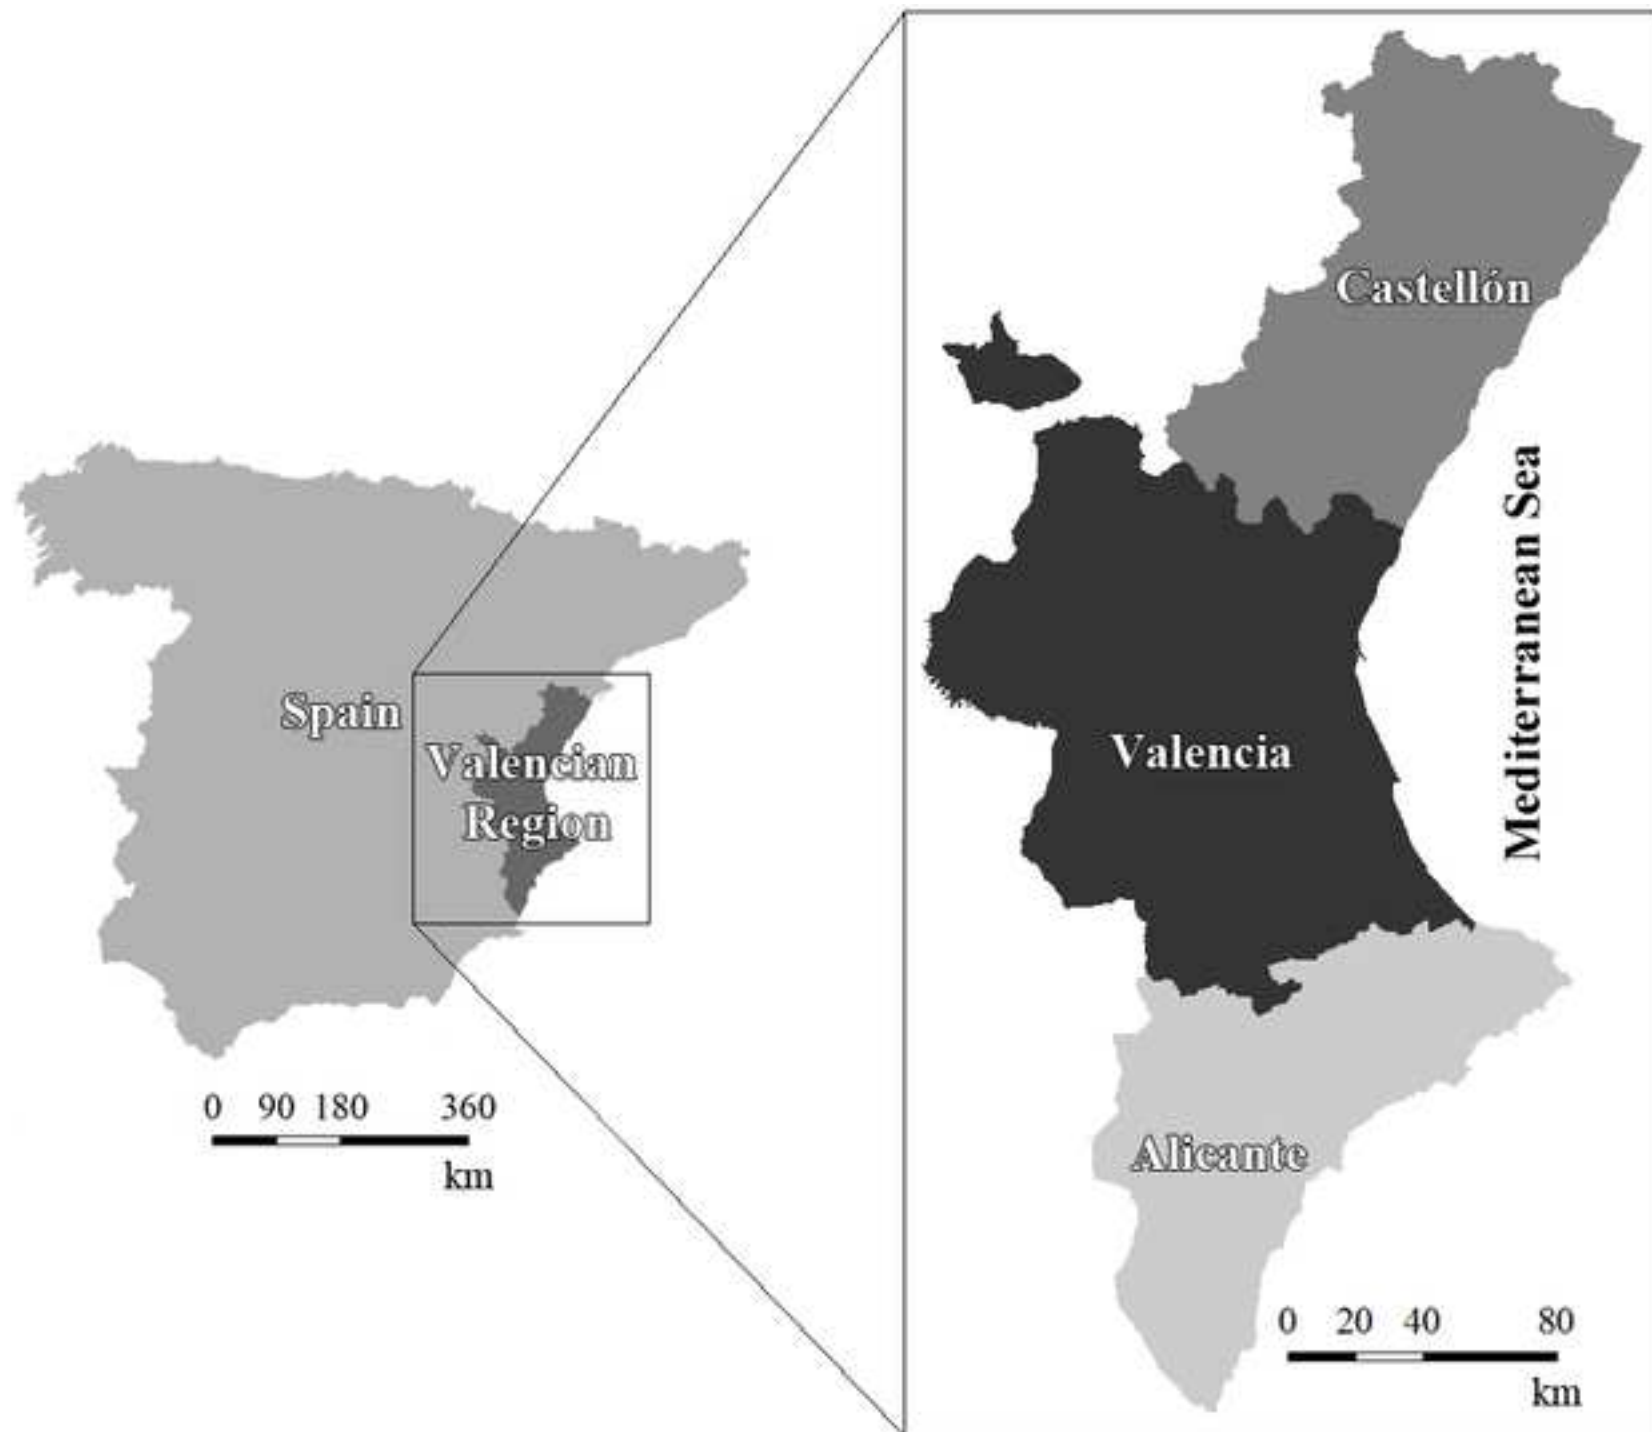 Spain
Valencian
Region
0 90 180 360
km
Castellón
Valencia
Mediterranean Sea
Alicante
0 20 40 80
km